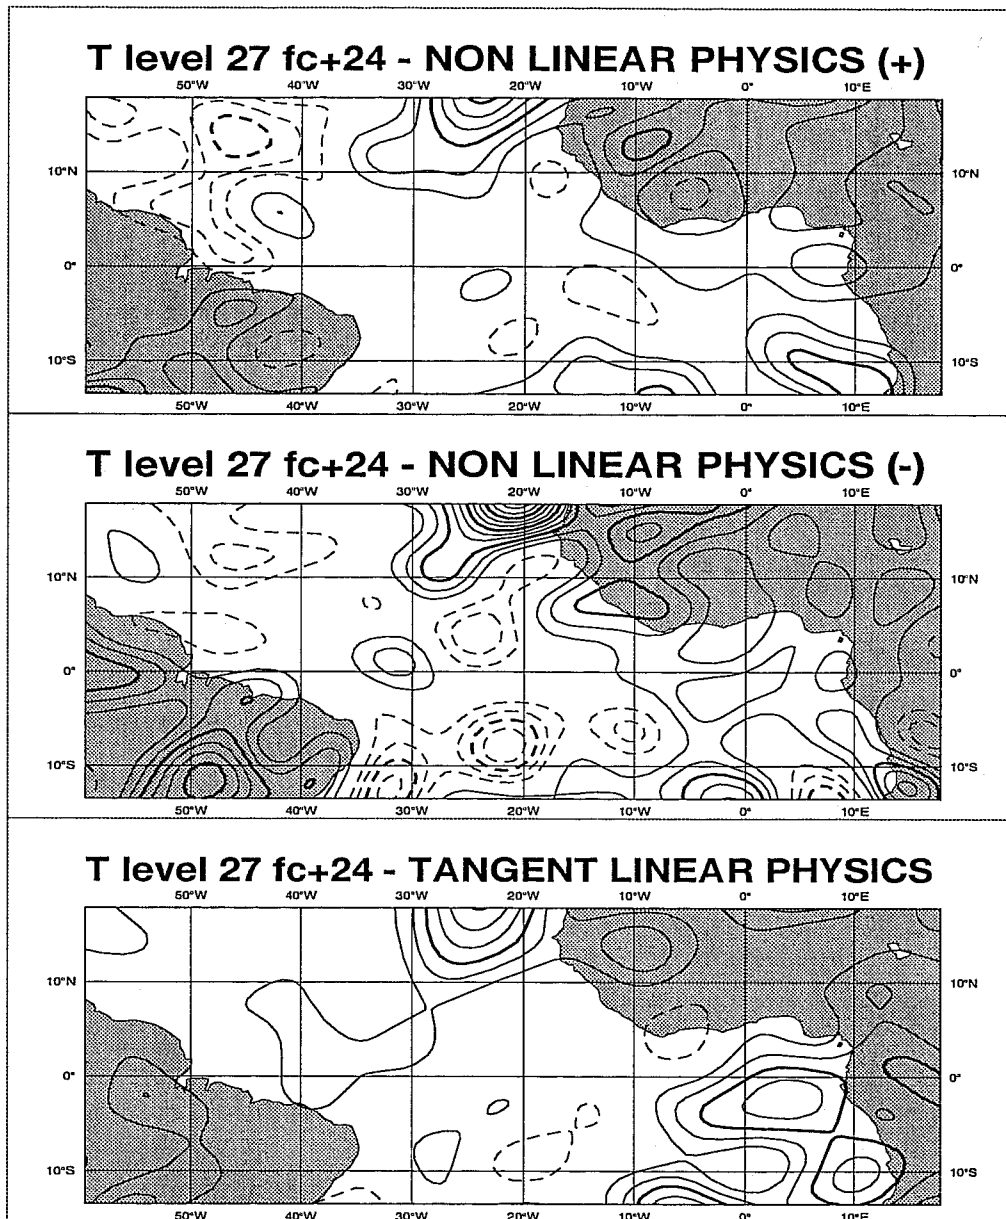 T level 27 fc+24 - NON LINEAR PHYSICS (+)
50°W 40°W 30°W 20°W 10°W 0° 10°E
10°N 10°N
0° 0°
10°S 10°S
50°W 40°W 30°W 20°W 10°W 0° 10°E
T level 27 fc+24 - NON LINEAR PHYSICS (-)
50°W 40°W 30°W 20°W 10°W 0° 10°E
10°N 10°N
0° 0°
10°S 10°S
50°W 40°W 30°W 20°W 10°W 0° 10°E
T level 27 fc+24 - TANGENT LINEAR PHYSICS
50°W 40°W 30°W 20°W 10°W 0° 10°E
10°N 10°N
0° 0°
10°S 10°S
50°W 40°W 30°W 20°W 10°W 0° 10°E